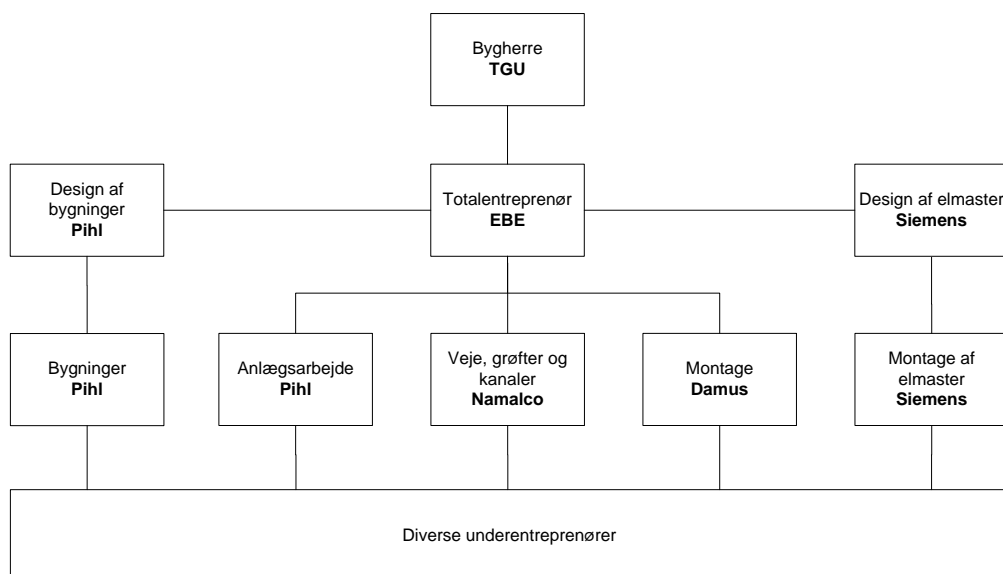 Bygherre
TGU
Design af
bygninger
Pihl
Totalentreprenør
EBE
Design af elmaster
Siemens
Bygninger
Pihl
Anlægsarbejde
Pihl
Veje, grøfter og
kanaler
Namalco
Montage
Damus
Montage af
elmaster
Siemens
Diverse underentreprenører